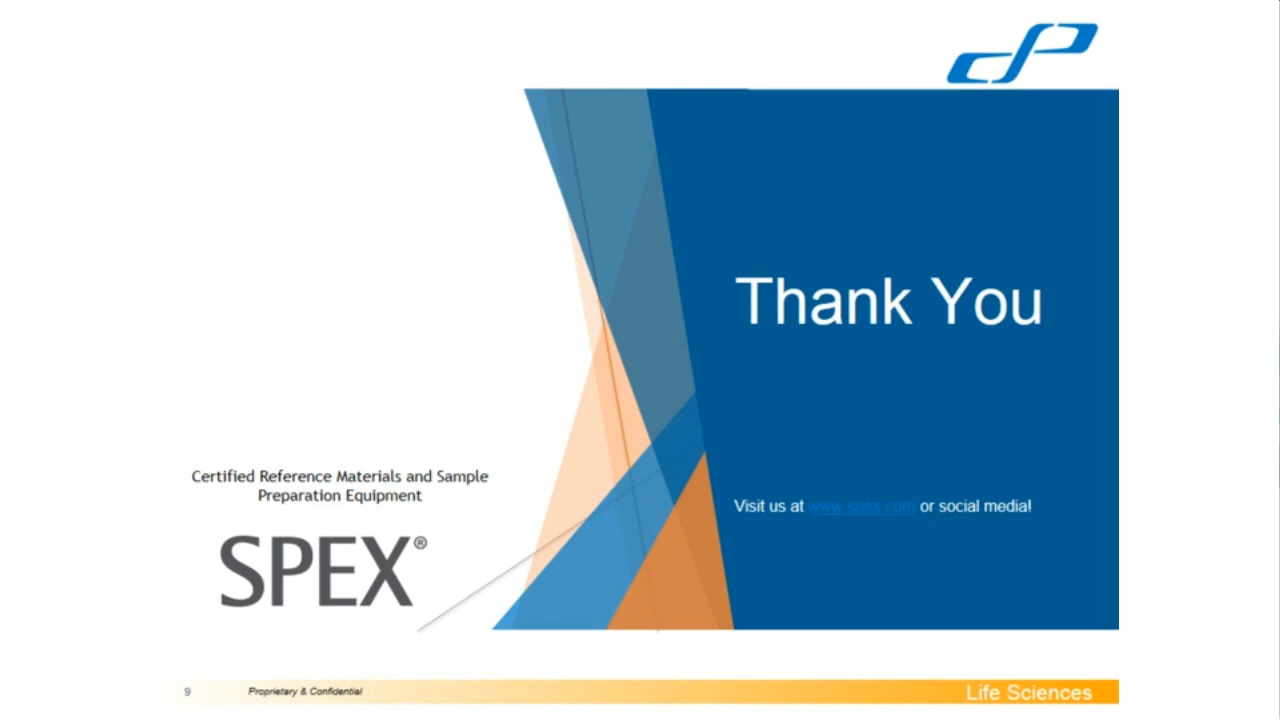 Thank You
Certified Reference Materials and Sample
Preparation Equipment
Visit us at www.spex.com or social media!
SPEX®
9
Proprietary & Confidential
Life Sciences